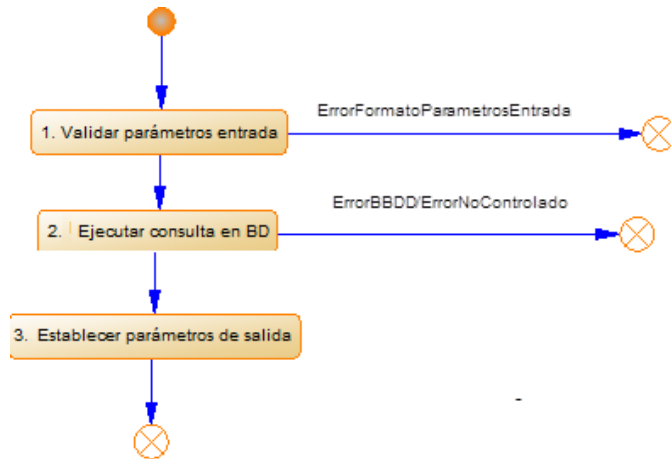 ErrorFormatoParametrosEntrada
1. Validar parámetros entrada
ErrorBBDD/ErrorNoControlado
2. Ejecutar consulta en BD
3. Establecer parámetros de salida
-